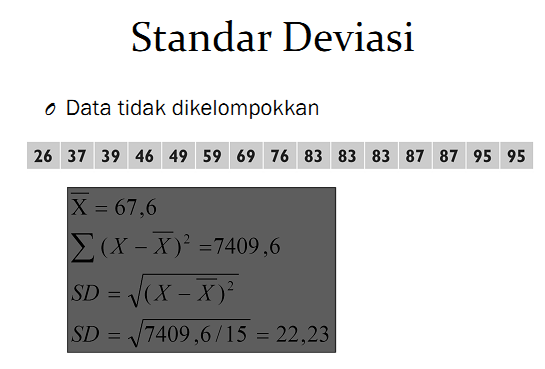 Standar Deviasi
Data tidak dikelompokkan
26 37 39 46 49 59 69 76 83 83 83 87 87 95 95
X̅ = 67,6
∑ (X − X̅)² =7409,6
SD = √(X − X̅)²
SD = √7409,6/15 = 22,23